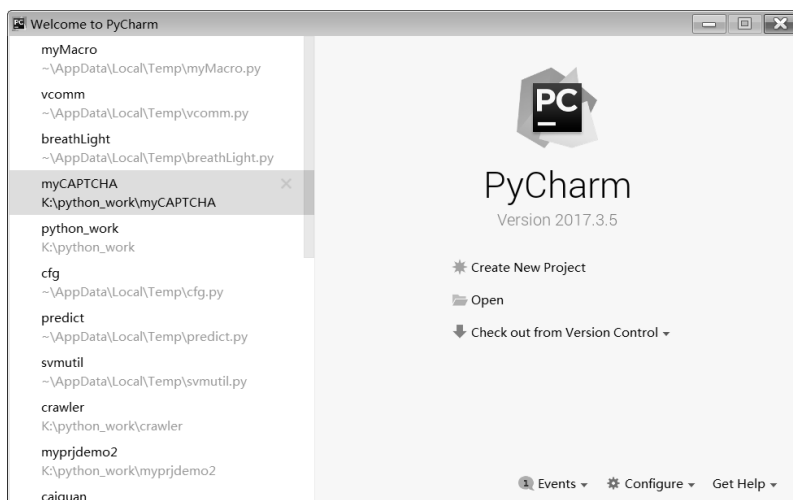 Welcome to PyCharm
myMacro
~\AppData\Local\Temp\myMacro.py
vcomm
~\AppData\Local\Temp\vcomm.py
breathLight
~\AppData\Local\Temp\breathLight.py
myCAPTCHA
K:\python_work\myCAPTCHA
python_work
K:\python_work
cfg
~\AppData\Local\Temp\cfg.py
predict
~\AppData\Local\Temp\predict.py
svmutil
~\AppData\Local\Temp\svmutil.py
crawler
K:\python_work\crawler
myprjdemo2
K:\python_work\myprjdemo2
caiquan
PC
PyCharm
Version 2017.3.5
Create New Project
Open
Check out from Version Control
1 Events
Configure
Get Help